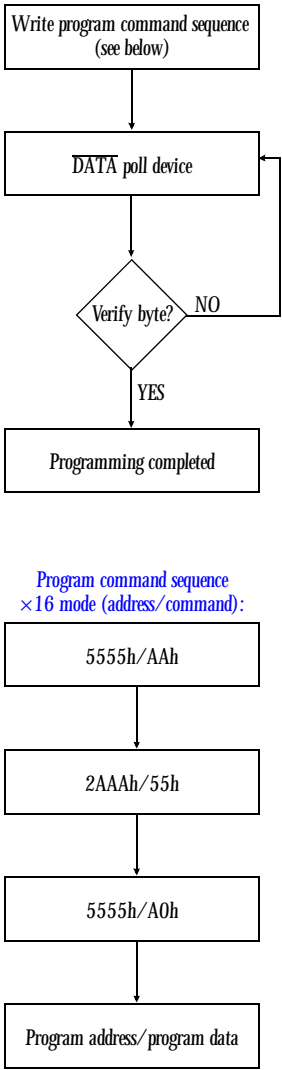 Write program command sequence
(see below)
D̅A̅T̅A̅ poll device
Verify byte?
NO
YES
Programming completed
Program command sequence
×16 mode (address/command):
5555h/AAh
2AAAh/55h
5555h/A0h
Program address/program data